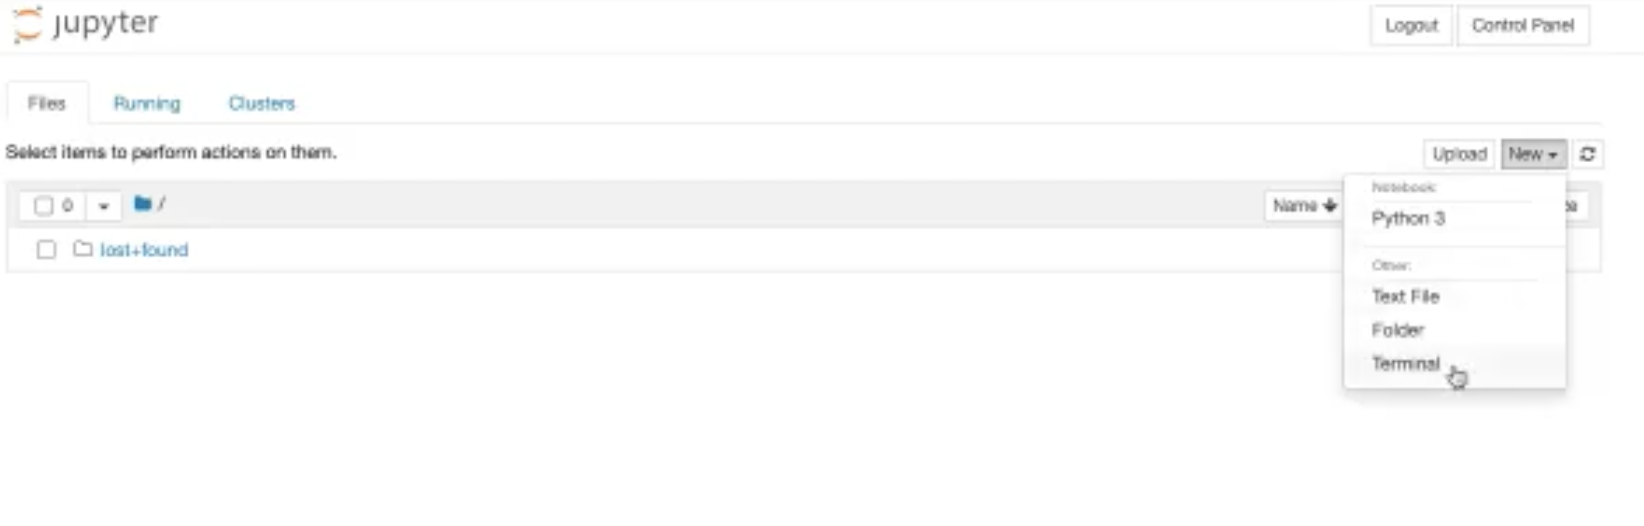 jupyter
Logout Control Panel
Files Running Clusters
Select items to perform actions on them.
Upload New
0 / Name
Notebook:
Python 3
lost+found
Other:
Text File
Folder
Terminal